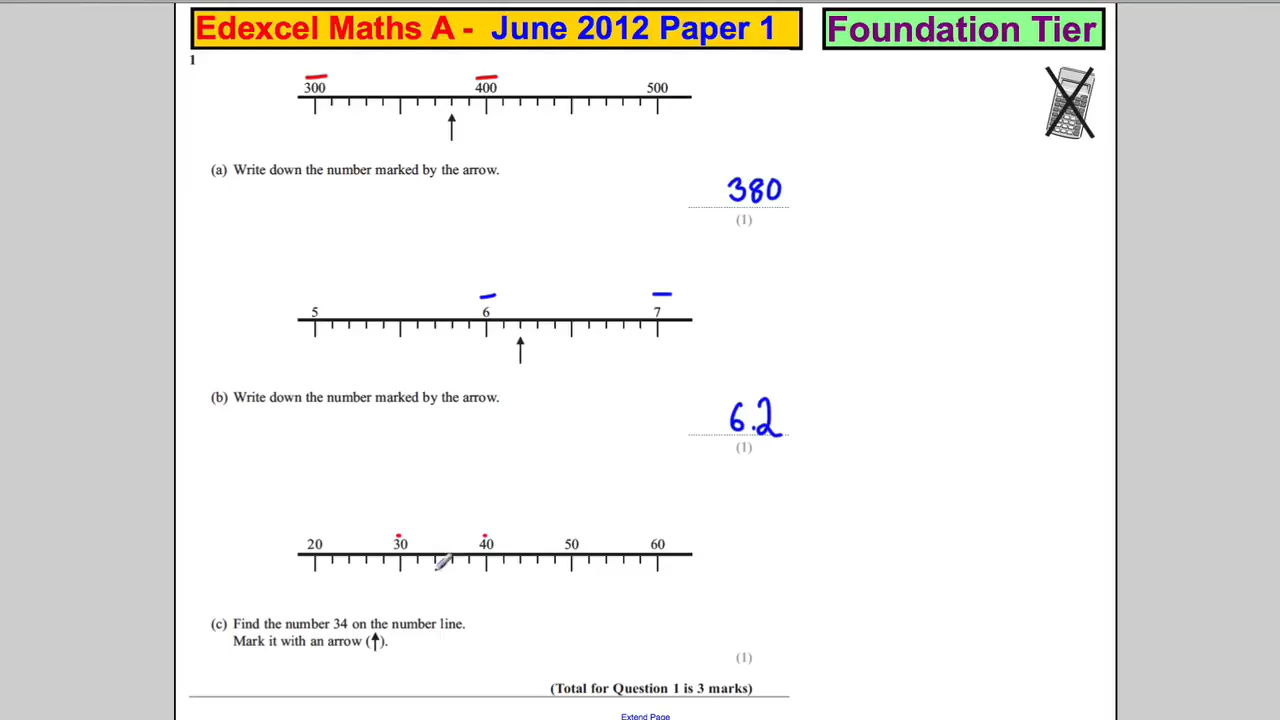 Edexcel Maths A - June 2012 Paper 1
Foundation Tier
1
300 400 500
(a) Write down the number marked by the arrow.
380
(1)
5 6 7
(b) Write down the number marked by the arrow.
6.2
(1)
20 30 40 50 60
(c) Find the number 34 on the number line.
Mark it with an arrow (↑).
(1)
(Total for Question 1 is 3 marks)
Extend Page